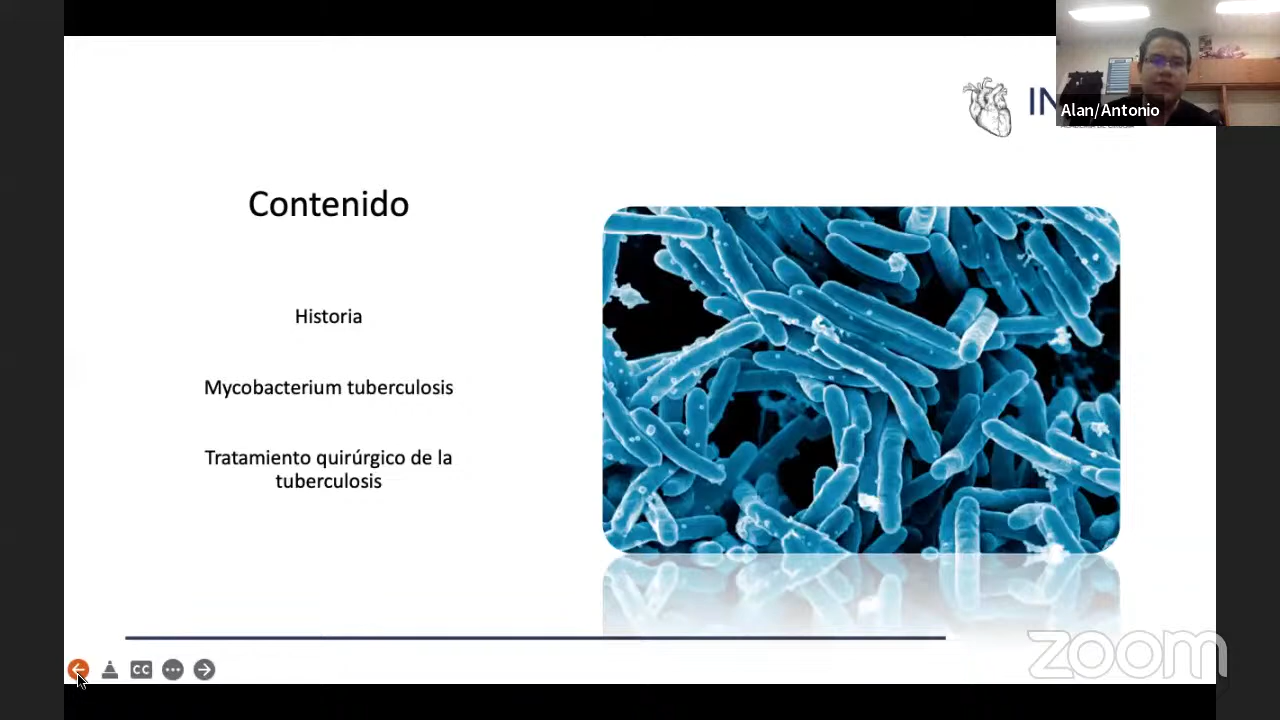 IN
Alan/Antonio
Contenido
Historia
Mycobacterium tuberculosis
Tratamiento quirúrgico de la
tuberculosis
CC
zoom